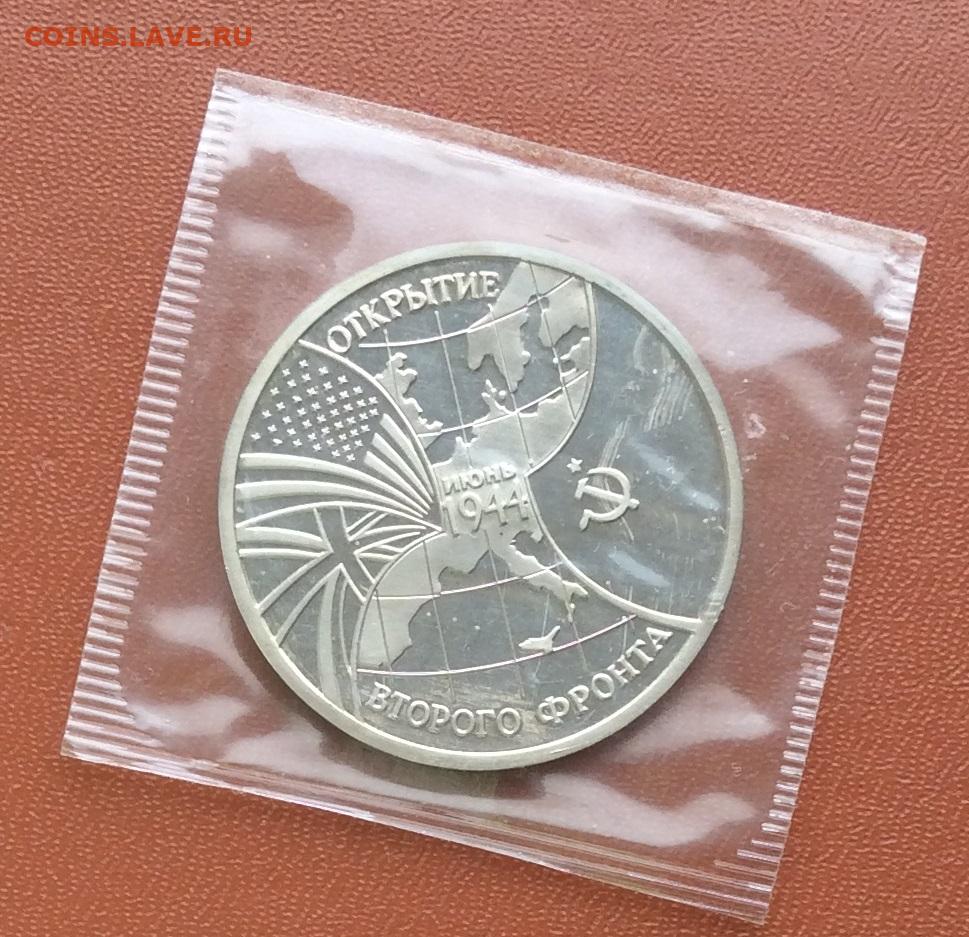 COINS.LAVE.RU
ОТКРЫТИЕ
ИЮНЬ
1944
ВТОРОГО ФРОНТА